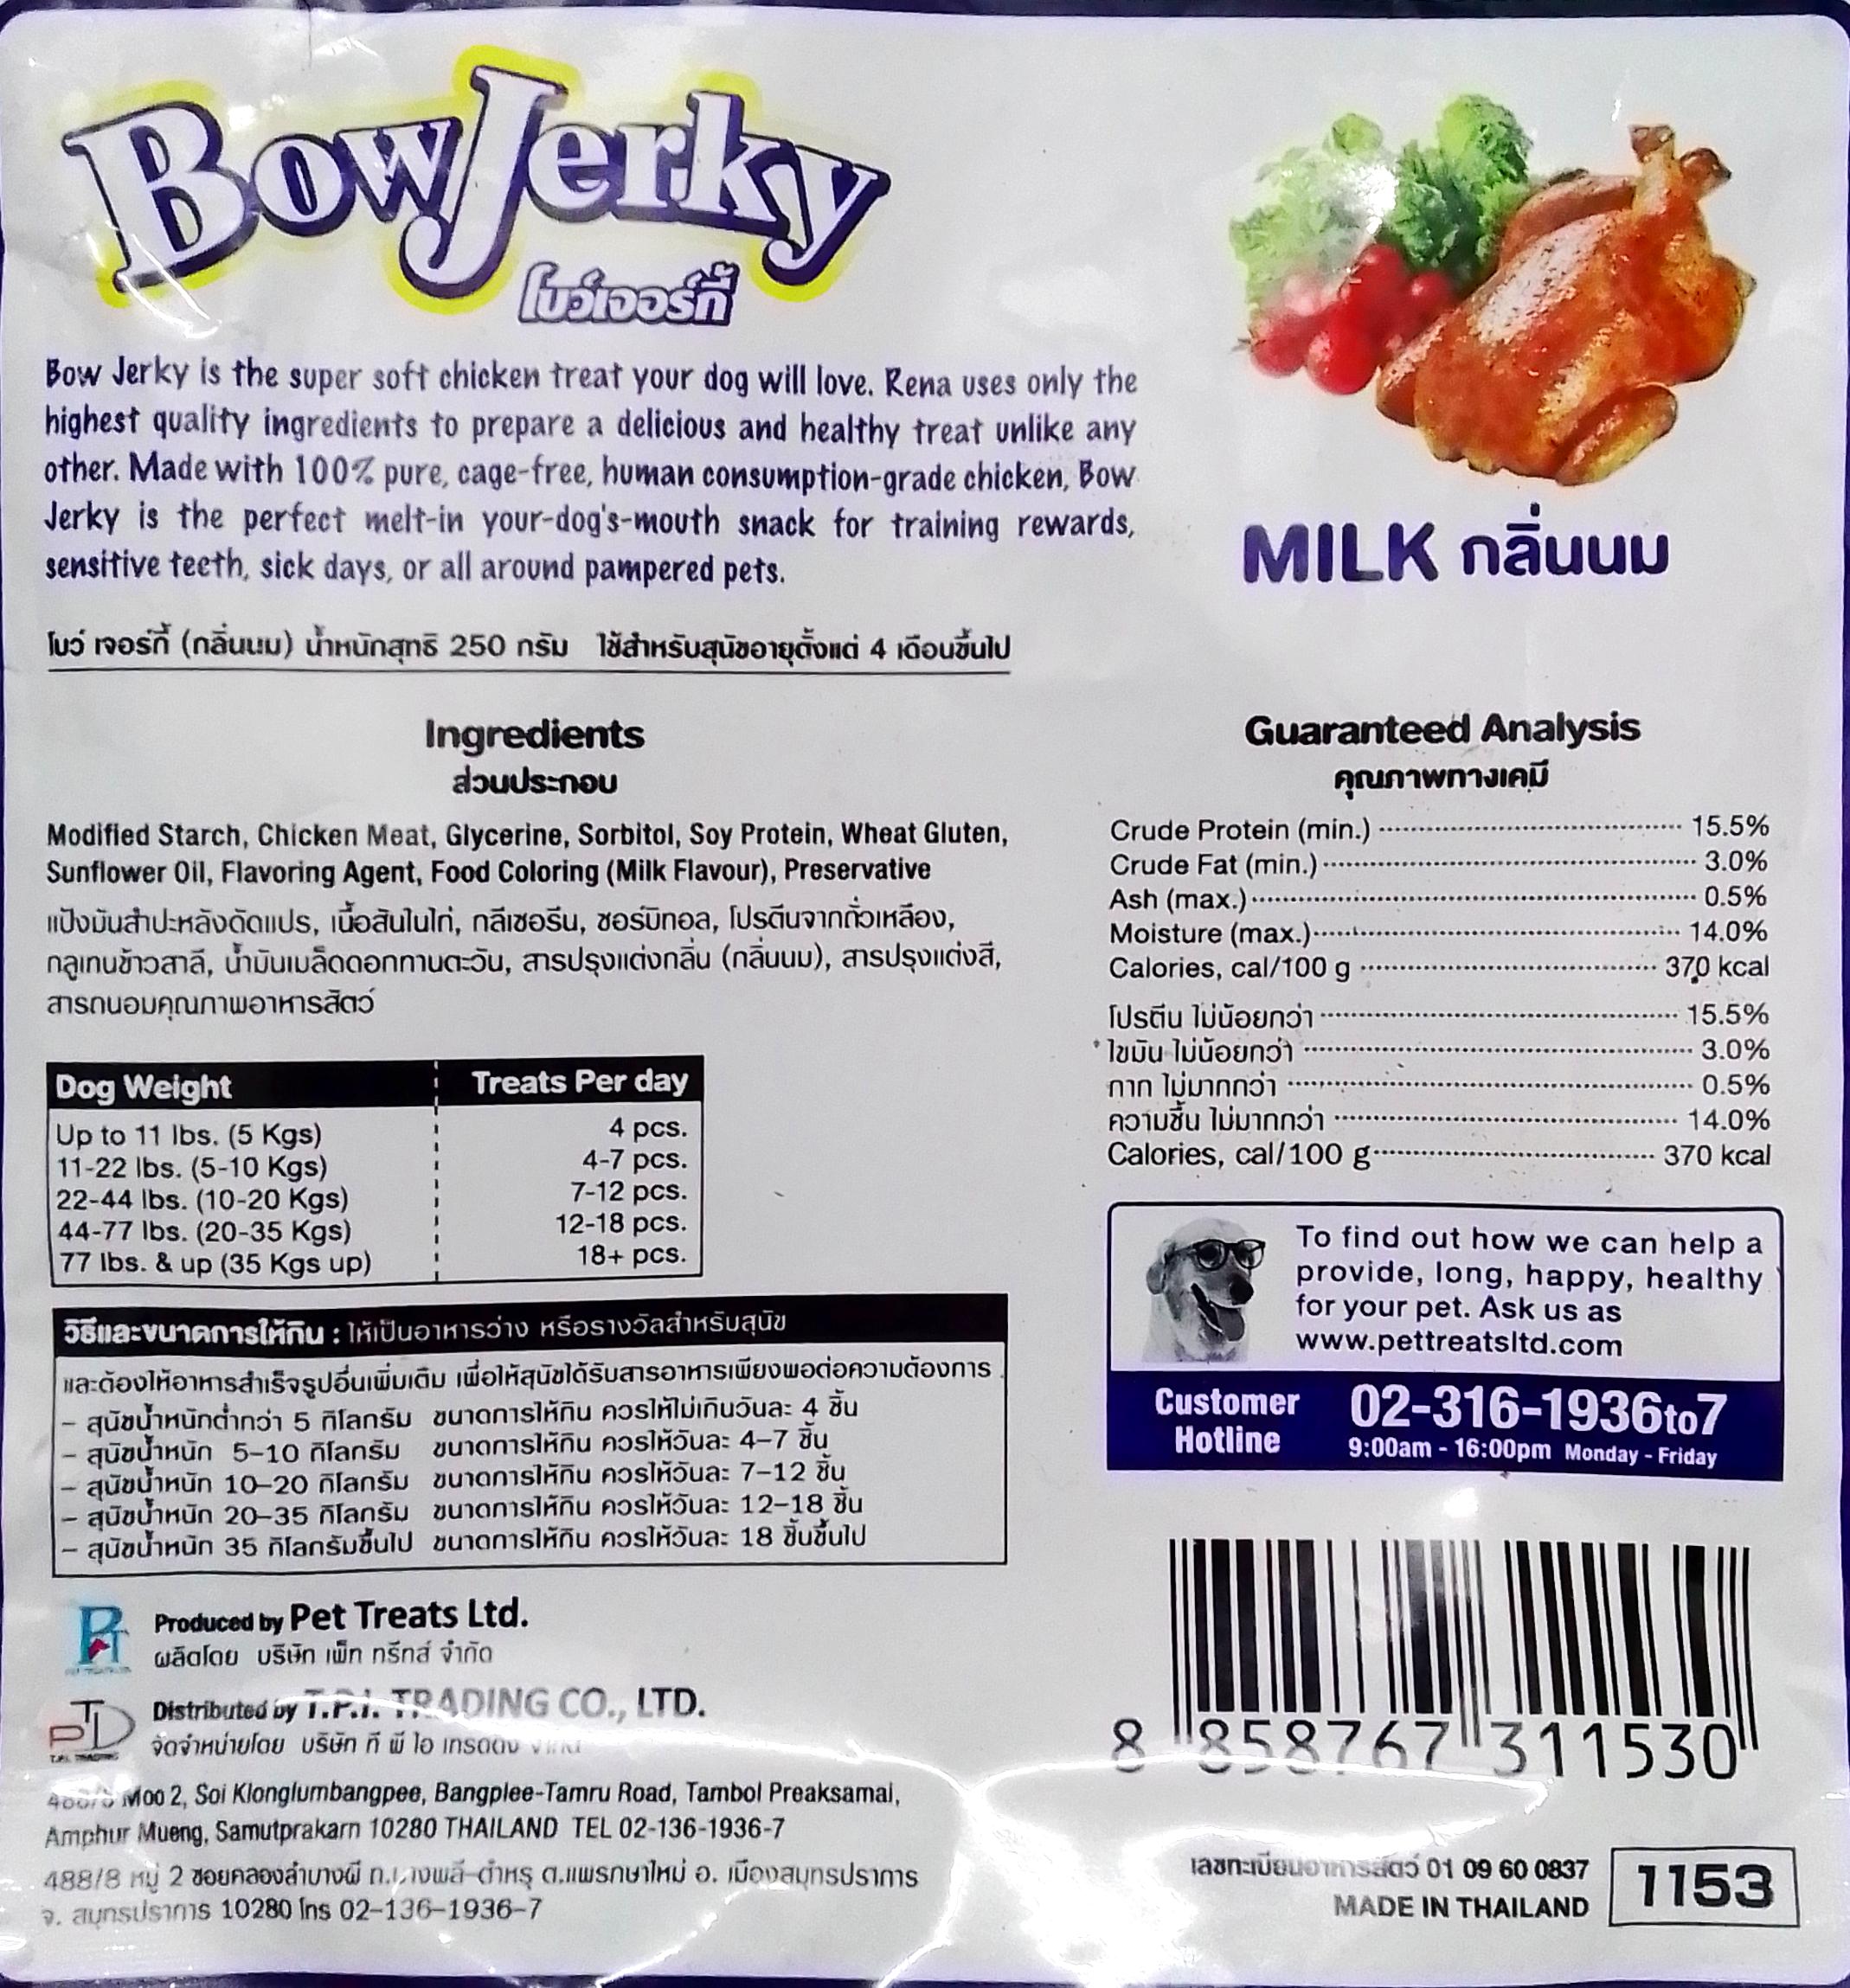 BowJerky
โบว์เจอร์กี้
Bow Jerky is the super soft chicken treat your dog will love. Rena uses only the
highest quality ingredients to prepare a delicious and healthy treat unlike any
other. Made with 100% pure, cage-free, human consumption-grade chicken, Bow
Jerky is the perfect melt-in your-dog's-mouth snack for training rewards,
sensitive teeth, sick days, or all around pampered pets.
MILK กลิ่นนม
โบว์ เจอร์กี้ (กลิ่นนม) น้ำหนักสุทธิ 250 กรัม ใช้สำหรับสุนัขอายุตั้งแต่ 4 เดือนขึ้นไป
Ingredients
ส่วนประกอบ
Modified Starch, Chicken Meat, Glycerine, Sorbitol, Soy Protein, Wheat Gluten,
Sunflower Oil, Flavoring Agent, Food Coloring (Milk Flavour), Preservative
แป้งมันสำปะหลังดัดแปร, เนื้อสันในไก่, กลีเซอรีน, ซอร์บิทอล, โปรตีนจากถั่วเหลือง,
กลูเทนข้าวสาลี, น้ำมันเมล็ดดอกทานตะวัน, สารปรุงแต่งกลิ่น (กลิ่นนม), สารปรุงแต่งสี,
สารถนอมคุณภาพอาหารสัตว์
Dog Weight Treats Per day
Up to 11 lbs. (5 Kgs) 4 pcs.
11-22 lbs. (5-10 Kgs) 4-7 pcs.
22-44 lbs. (10-20 Kgs) 7-12 pcs.
44-77 lbs. (20-35 Kgs) 12-18 pcs.
77 lbs. & up (35 Kgs up) 18+ pcs.
วิธีและขนาดการให้กิน : ให้เป็นอาหารว่าง หรือรางวัลสำหรับสุนัข
และต้องให้อาหารสำเร็จรูปอื่นเพิ่มเติม เพื่อให้สุนัขได้รับสารอาหารเพียงพอต่อความต้องการ
- สุนัขน้ำหนักต่ำกว่า 5 กิโลกรัม ขนาดการให้กิน ควรให้ไม่เกินวันละ 4 ชิ้น
- สุนัขน้ำหนัก 5-10 กิโลกรัม ขนาดการให้กิน ควรให้วันละ 4-7 ชิ้น
- สุนัขน้ำหนัก 10-20 กิโลกรัม ขนาดการให้กิน ควรให้วันละ 7-12 ชิ้น
- สุนัขน้ำหนัก 20-35 กิโลกรัม ขนาดการให้กิน ควรให้วันละ 12-18 ชิ้น
- สุนัขน้ำหนัก 35 กิโลกรัมขึ้นไป ขนาดการให้กิน ควรให้วันละ 18 ชิ้นขึ้นไป
Guaranteed Analysis
คุณภาพทางเคมี
Crude Protein (min.) 15.5%
Crude Fat (min.) 3.0%
Ash (max.) 0.5%
Moisture (max.) 14.0%
Calories, cal/100 g 370 kcal
โปรตีน ไม่น้อยกว่า 15.5%
ไขมัน ไม่น้อยกว่า 3.0%
กาก ไม่มากกว่า 0.5%
ความชื้น ไม่มากกว่า 14.0%
Calories, cal/100 g 370 kcal
To find out how we can help a
provide, long, happy, healthy
for your pet. Ask us as
www.pettreatsltd.com
Customer
Hotline
02-316-1936to7
9:00am - 16:00pm Monday - Friday
Produced by Pet Treats Ltd.
ผลิตโดย บริษัท เพ็ท ทรีทส์ จำกัด
Distributed by T.P.I. TRADING CO., LTD.
จัดจำหน่ายโดย บริษัท ที พี ไอ เทรดดิ้ง จำกัด
488/8 Moo 2, Soi Klonglumbangpee, Bangplee-Tamru Road, Tambol Preaksamai,
Amphur Mueng, Samutprakarn 10280 THAILAND TEL 02-136-1936-7
488/8 หมู่ 2 ซอยคลองลำบางผี ถ.บางพลี-ตำหรุ ต.แพรกษาใหม่ อ. เมืองสมุทรปราการ
จ. สมุทรปราการ 10280 โทร 02-136-1936-7
8 858767 311530
เลขทะเบียนอาหารสัตว์ 01 09 60 0837
MADE IN THAILAND
1153